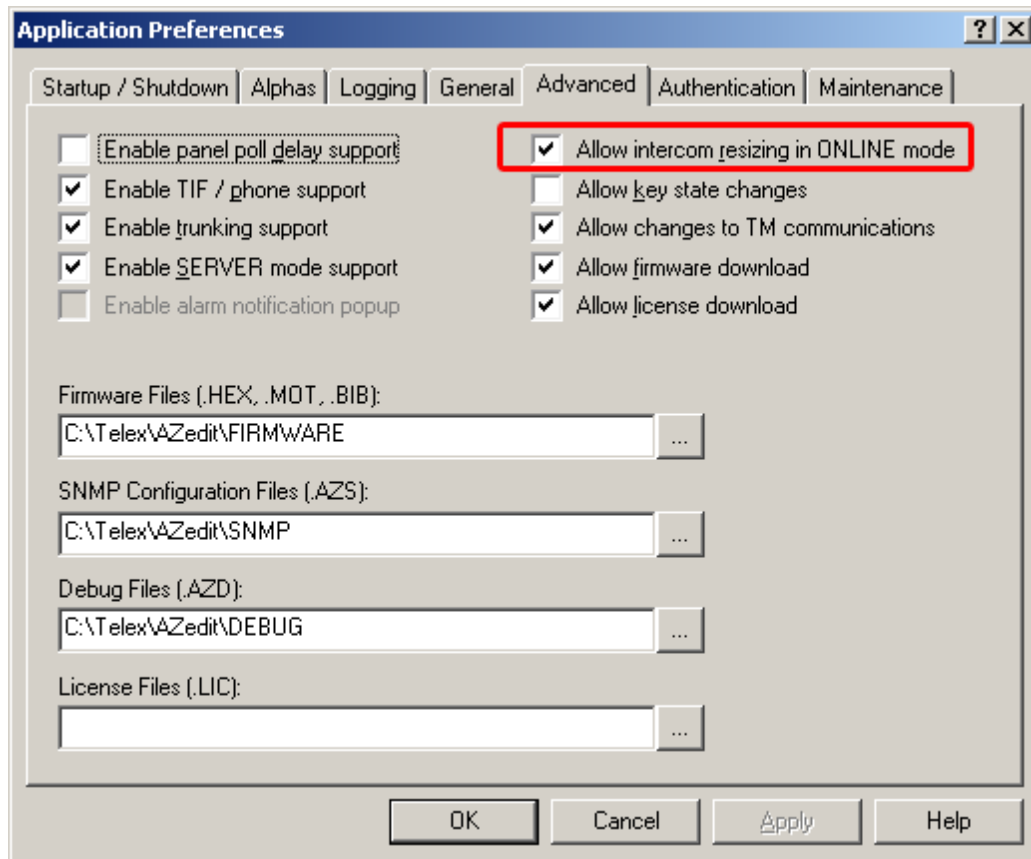 Application Preferences
Startup / Shutdown Alphas Logging General Advanced Authentication Maintenance
Enable panel poll delay support
Enable TIF / phone support
Enable trunking support
Enable SERVER mode support
Enable alarm notification popup
Allow intercom resizing in ONLINE mode
Allow key state changes
Allow changes to TM communications
Allow firmware download
Allow license download
Firmware Files (.HEX, .MOT, .BIB):
C:\Telex\AZedit\FIRMWARE
...
SNMP Configuration Files (.AZS):
C:\Telex\AZedit\SNMP
...
Debug Files (.AZD):
C:\Telex\AZedit\DEBUG
...
License Files (.LIC):
...
OK Cancel Apply Help